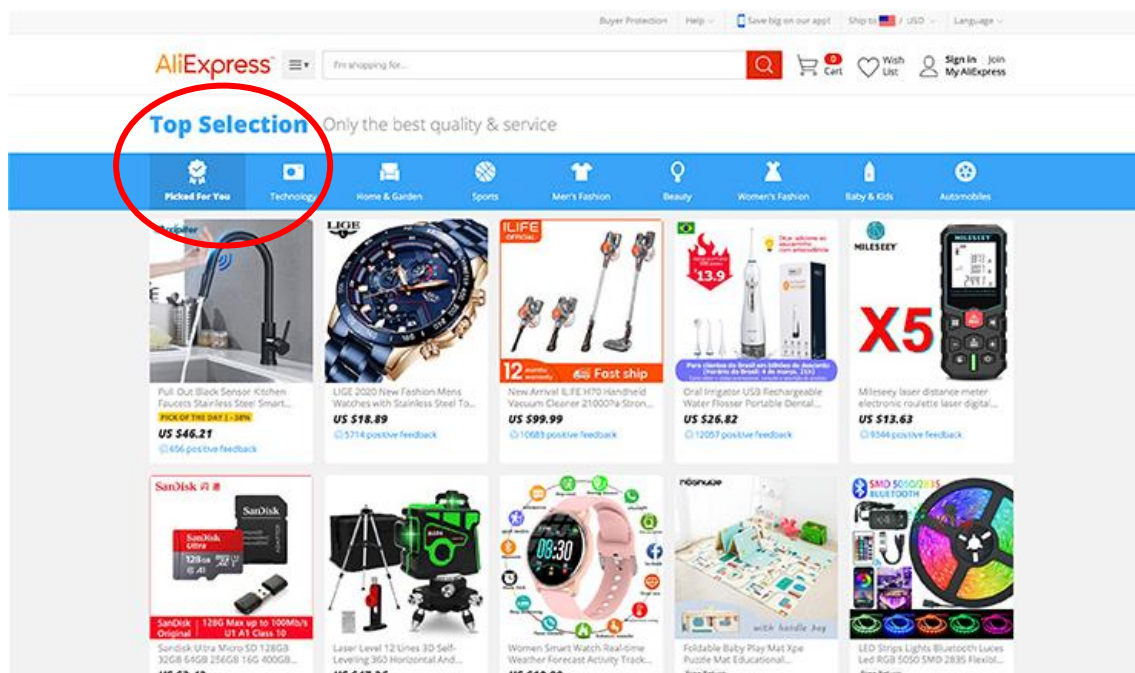 Buyer Protection Help Save big on our app! Ship to / USD Language
AliExpress
I'm shopping for...
0
Cart
Wish
List
Sign in Join
My AliExpress
Top Selection Only the best quality & service
Picked For You Technology Home & Garden Sports Men's Fashion Beauty Women's Fashion Baby & Kids Automobiles
LIGE
ILIFE
OFFICIAL
12 months warranty
Fast ship
13.9
MILESEEY
MILESEEY
X5
Pull Out Black Sensor Kitchen
Faucets Stainless Steel Smart...
PICK OF THE DAY | -38%
US $46.21
656 positive feedback
LIGE 2020 New Fashion Mens
Watches with Stainless Steel To...
US $18.89
5714 positive feedback
New Arrival ILIFE H70 Handheld
Vacuum Cleaner 21000Pa Stron...
US $99.99
10683 positive feedback
Oral Irrigator USB Rechargeable
Water Flosser Portable Dental...
US $26.82
12057 positive feedback
Mileseey laser distance meter
electronic roulette laser digital...
US $13.63
9344 positive feedback
SanDisk 闪迪
SanDisk
SanDisk
Ultra
128GB
A1
SanDisk
Original
128G Max up to 100Mb/s
U1 A1 Class 10
08:30
with handle bag
SMD 5050/2835
BLUETOOTH
Sandisk Ultra Micro SD 128GB
32GB 64GB 256GB 16G 400GB...
Laser Level 12 Lines 3D Self-
Leveling 360 Horizontal And...
Women Smart Watch Real-time
Weather Forecast Activity Track...
Foldable Baby Play Mat Xpe
Puzzle Mat Educational...
LED Strips Lights Bluetooth Luces
Led RGB 5050 SMD 2835 Flexibl...